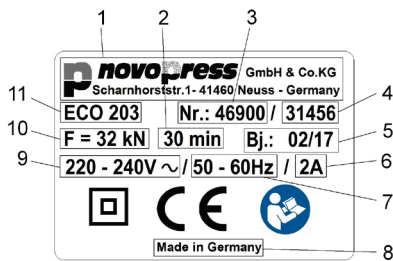 1 2 3
novopress GmbH & Co.KG
Scharnhorststr.1- 41460 Neuss - Germany
11 ECO 203 Nr.: 46900 / 31456 4
10 F = 32 kN 30 min Bj.: 02/17 5
9 220 - 240V ~ / 50 - 60Hz / 2A 6
7
CE
Made in Germany 8